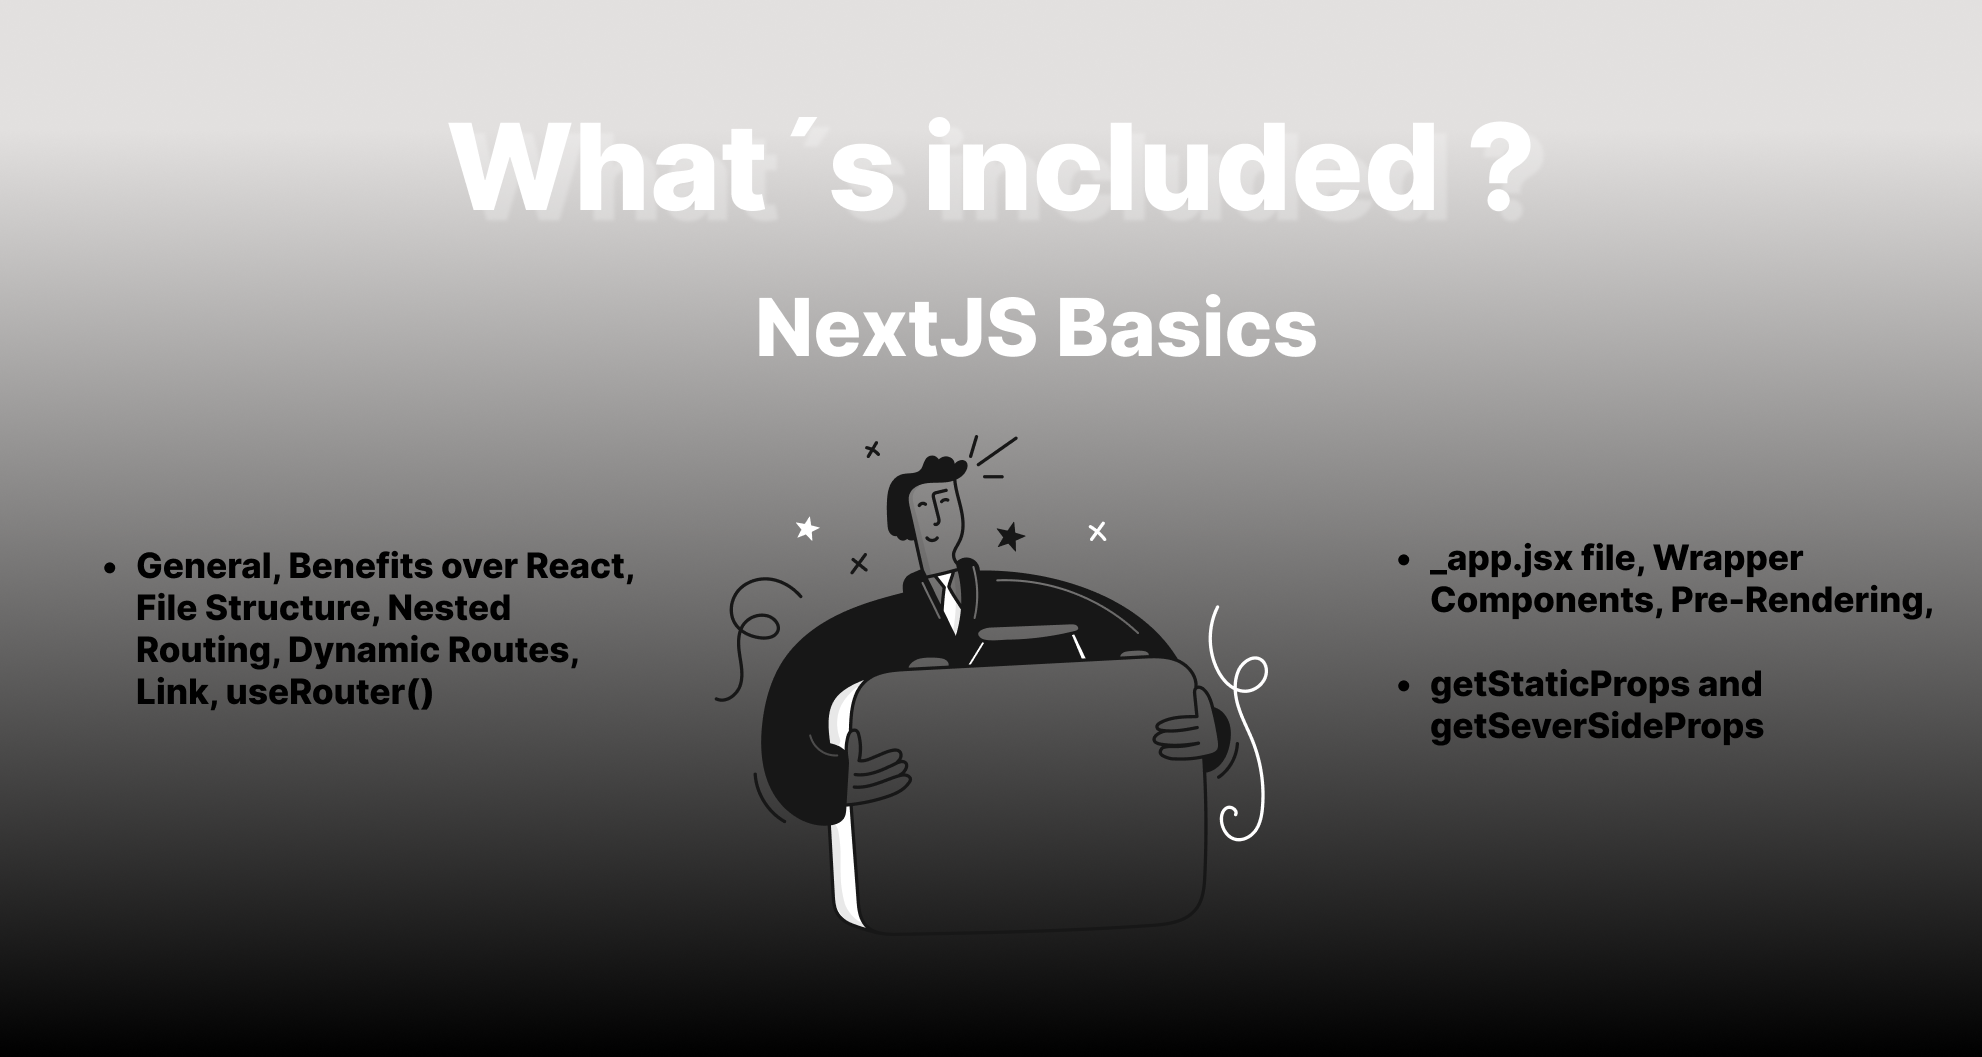 What´s included ?
NextJS Basics
• General, Benefits over React,
File Structure, Nested
Routing, Dynamic Routes,
Link, useRouter()
• _app.jsx file, Wrapper
Components, Pre-Rendering,
• getStaticProps and
getSeverSideProps